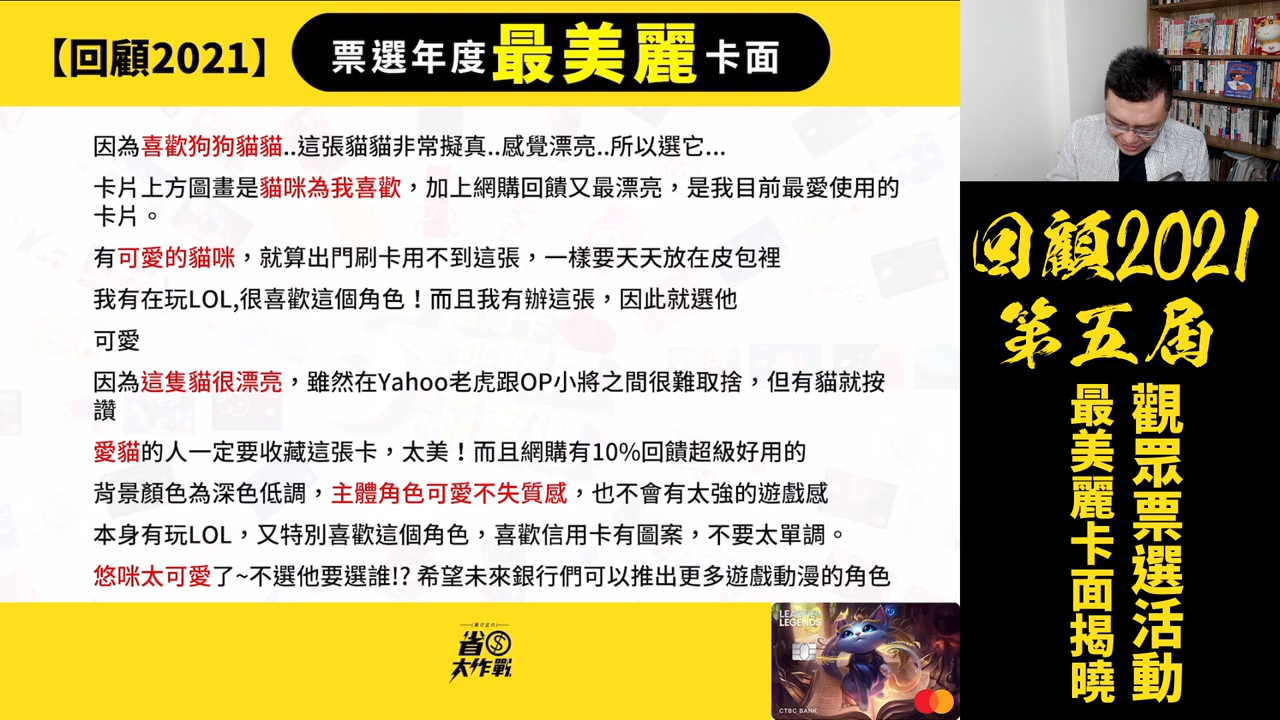 【回顧2021】
票選年度最美麗卡面
因為喜歡狗狗貓貓..這張貓貓非常擬真..感覺漂亮..所以選它...
卡片上方圖畫是貓咪為我喜歡，加上網購回饋又最漂亮，是我目前最愛使用的
卡片。
有可愛的貓咪，就算出門刷卡用不到這張，一樣要天天放在皮包裡
我有在玩LOL,很喜歡這個角色！而且我有辦這張，因此就選他
可愛
因為這隻貓很漂亮，雖然在Yahoo老虎跟OP小將之間很難取捨，但有貓就按
讚
愛貓的人一定要收藏這張卡，太美！而且網購有10%回饋超級好用的
背景顏色為深色低調，主體角色可愛不失質感，也不會有太強的遊戲感
本身有玩LOL，又特別喜歡這個角色，喜歡信用卡有圖案，不要太單調。
悠咪太可愛了~不選他要選誰!? 希望未來銀行們可以推出更多遊戲動漫的角色
省$
大作戰
LEAGUE OF
LEGENDS
CTBC BANK
回顧2021
第五屆
觀眾票選活動
最美麗卡面揭曉